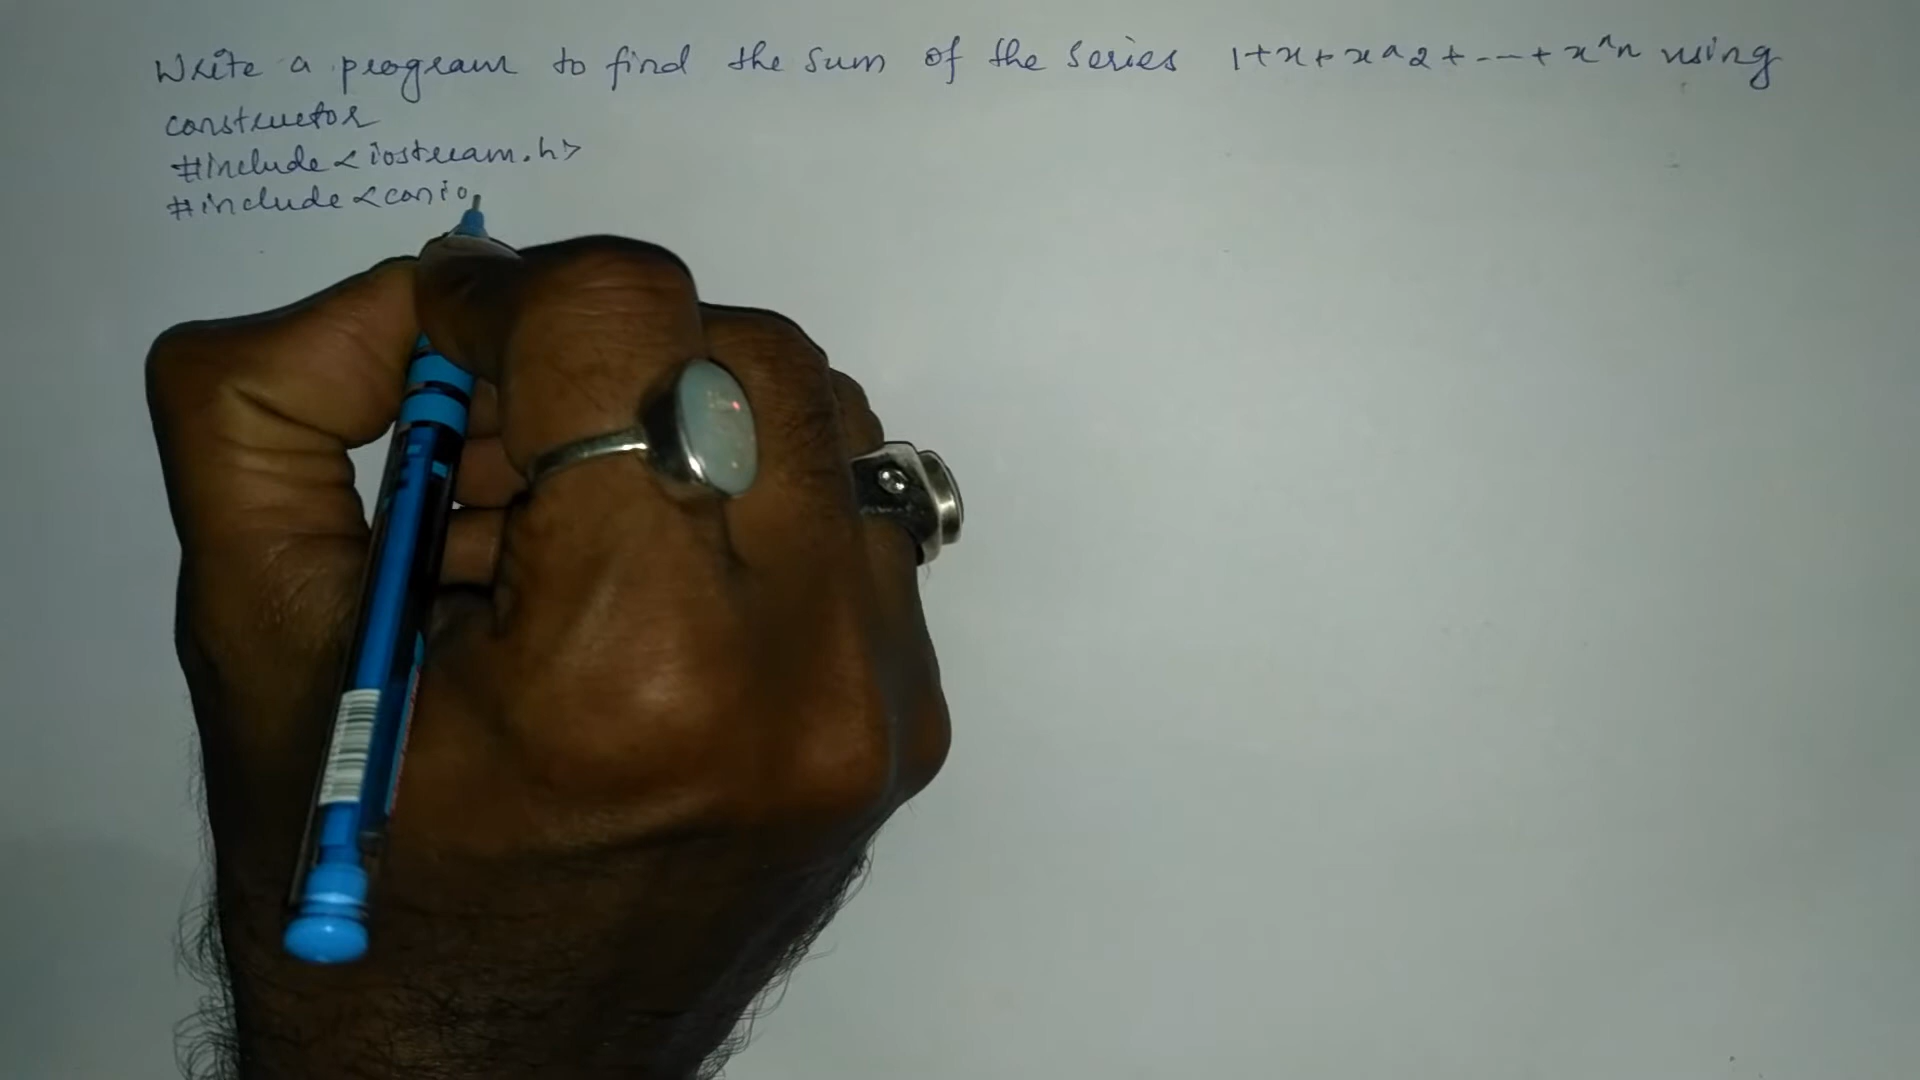 Write a program to find the sum of the series 1+x+x^2+---+x^n using
constructor
#include<iostream.h>
#include<conio